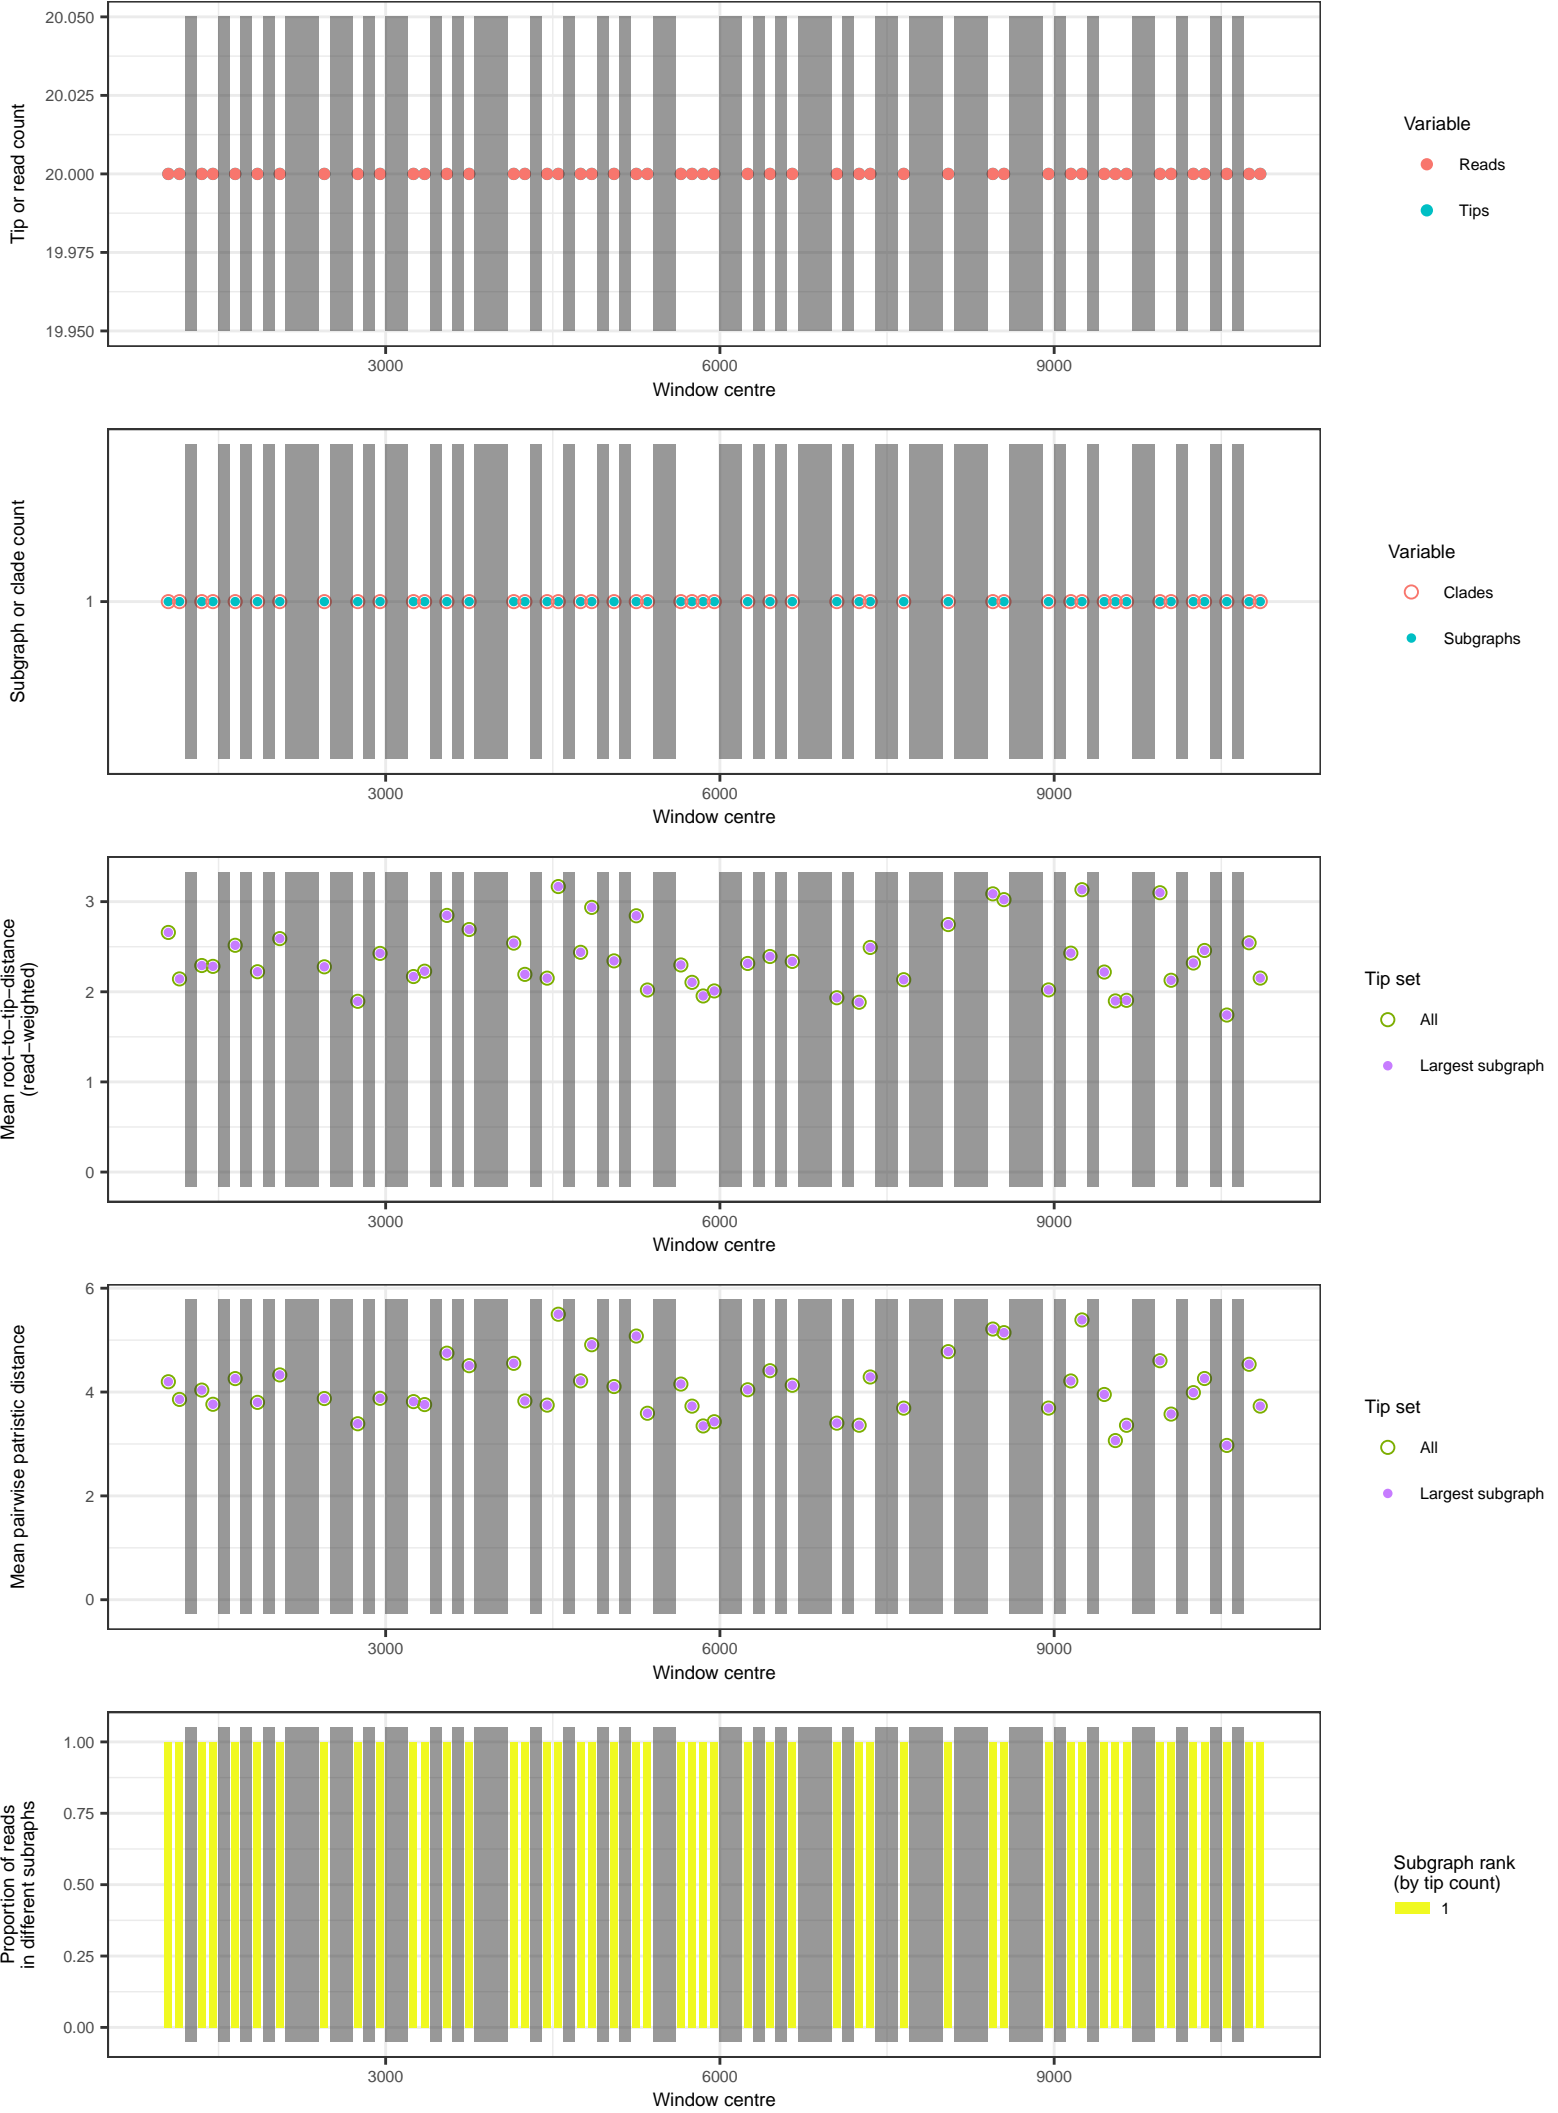 20.050
20.025
20.000
19.975
19.950
Tip or read count
3000
6000
9000
Window centre
Variable
Reads
Tips
1
Subgraph or clade count
3000
6000
9000
Window centre
Variable
Clades
Subgraphs
3
2
1
0
Mean root−to−tip−distance
(read−weighted)
3000
6000
9000
Window centre
Tip set
All
Largest subgraph
6
4
2
0
Mean pairwise patristic distance
3000
6000
9000
Window centre
Tip set
All
Largest subgraph
1.00
0.75
0.50
0.25
0.00
Proportion of reads
in different subraphs
3000
6000
9000
Window centre
Subgraph rank
(by tip count)
1